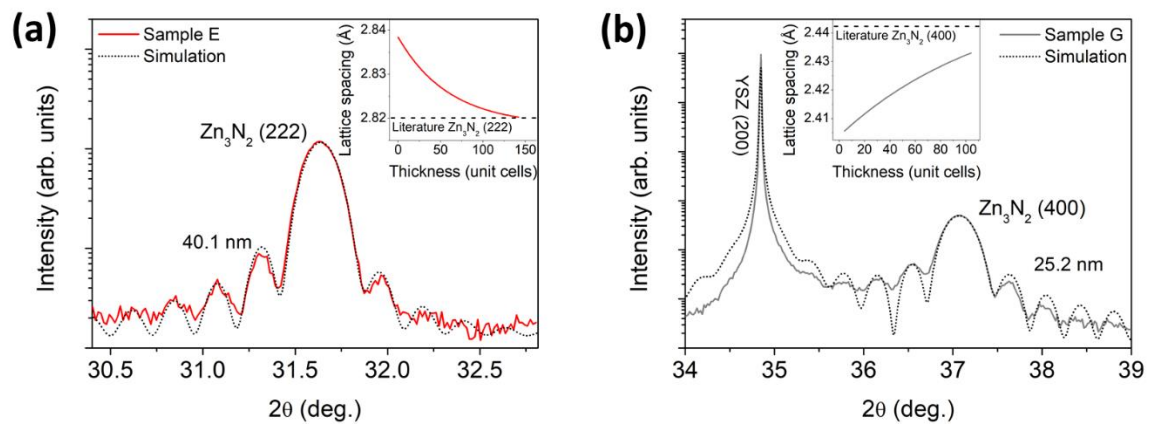 (a)
Sample E
Simulation
Zn₃N₂ (222)
40.1 nm
Intensity (arb. units)
30.5 31.0 31.5 32.0 32.5
2θ (deg.)
Lattice spacing (Å)
2.84
2.83
2.82
Literature Zn₃N₂ (222)
0 50 100 150
Thickness (unit cells)
(b)
Sample G
Simulation
YSZ (200)
Zn₃N₂ (400)
25.2 nm
Intensity (arb. units)
34 35 36 37 38 39
2θ (deg.)
Lattice spacing (Å)
2.44
2.43
2.42
2.41
Literature Zn₃N₂ (400)
0 20 40 60 80 100
Thickness (unit cells)